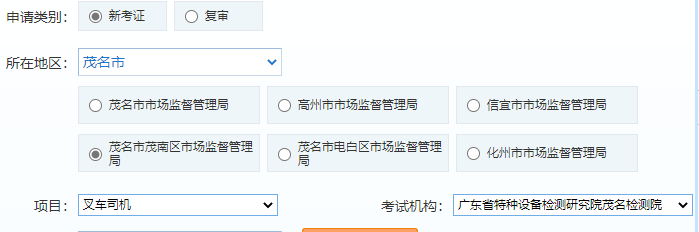 申请类别： 新考证 复审
所在地区： 茂名市
茂名市市场监督管理局 高州市市场监督管理局 信宜市市场监督管理局
茂名市茂南区市场监督管理局 茂名市电白区市场监督管理局 化州市市场监督管理局
项目： 叉车司机 考试机构： 广东省特种设备检测研究院茂名检测院